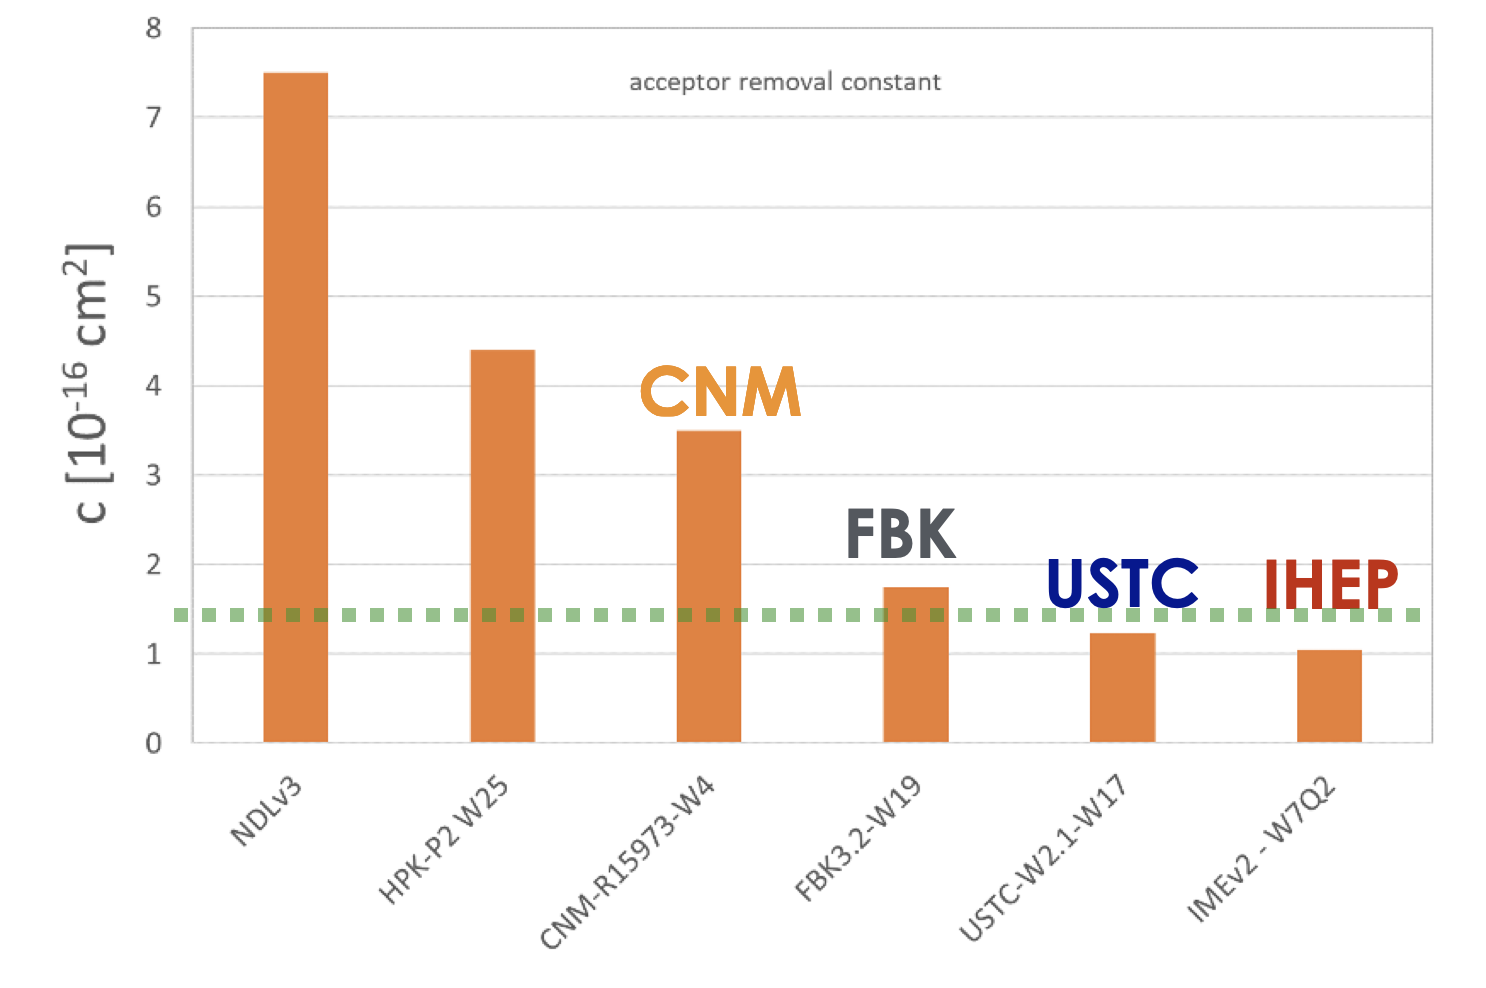 acceptor removal constant
c [10⁻¹⁶ cm²]
8
7
6
5
4
3
2
1
0
CNM
FBK
USTC
IHEP
NDLv3
HPK-P2 W25
CNM-R15973-W4
FBK3.2-W19
USTC-W2.1-W17
IMEv2 - W7Q2